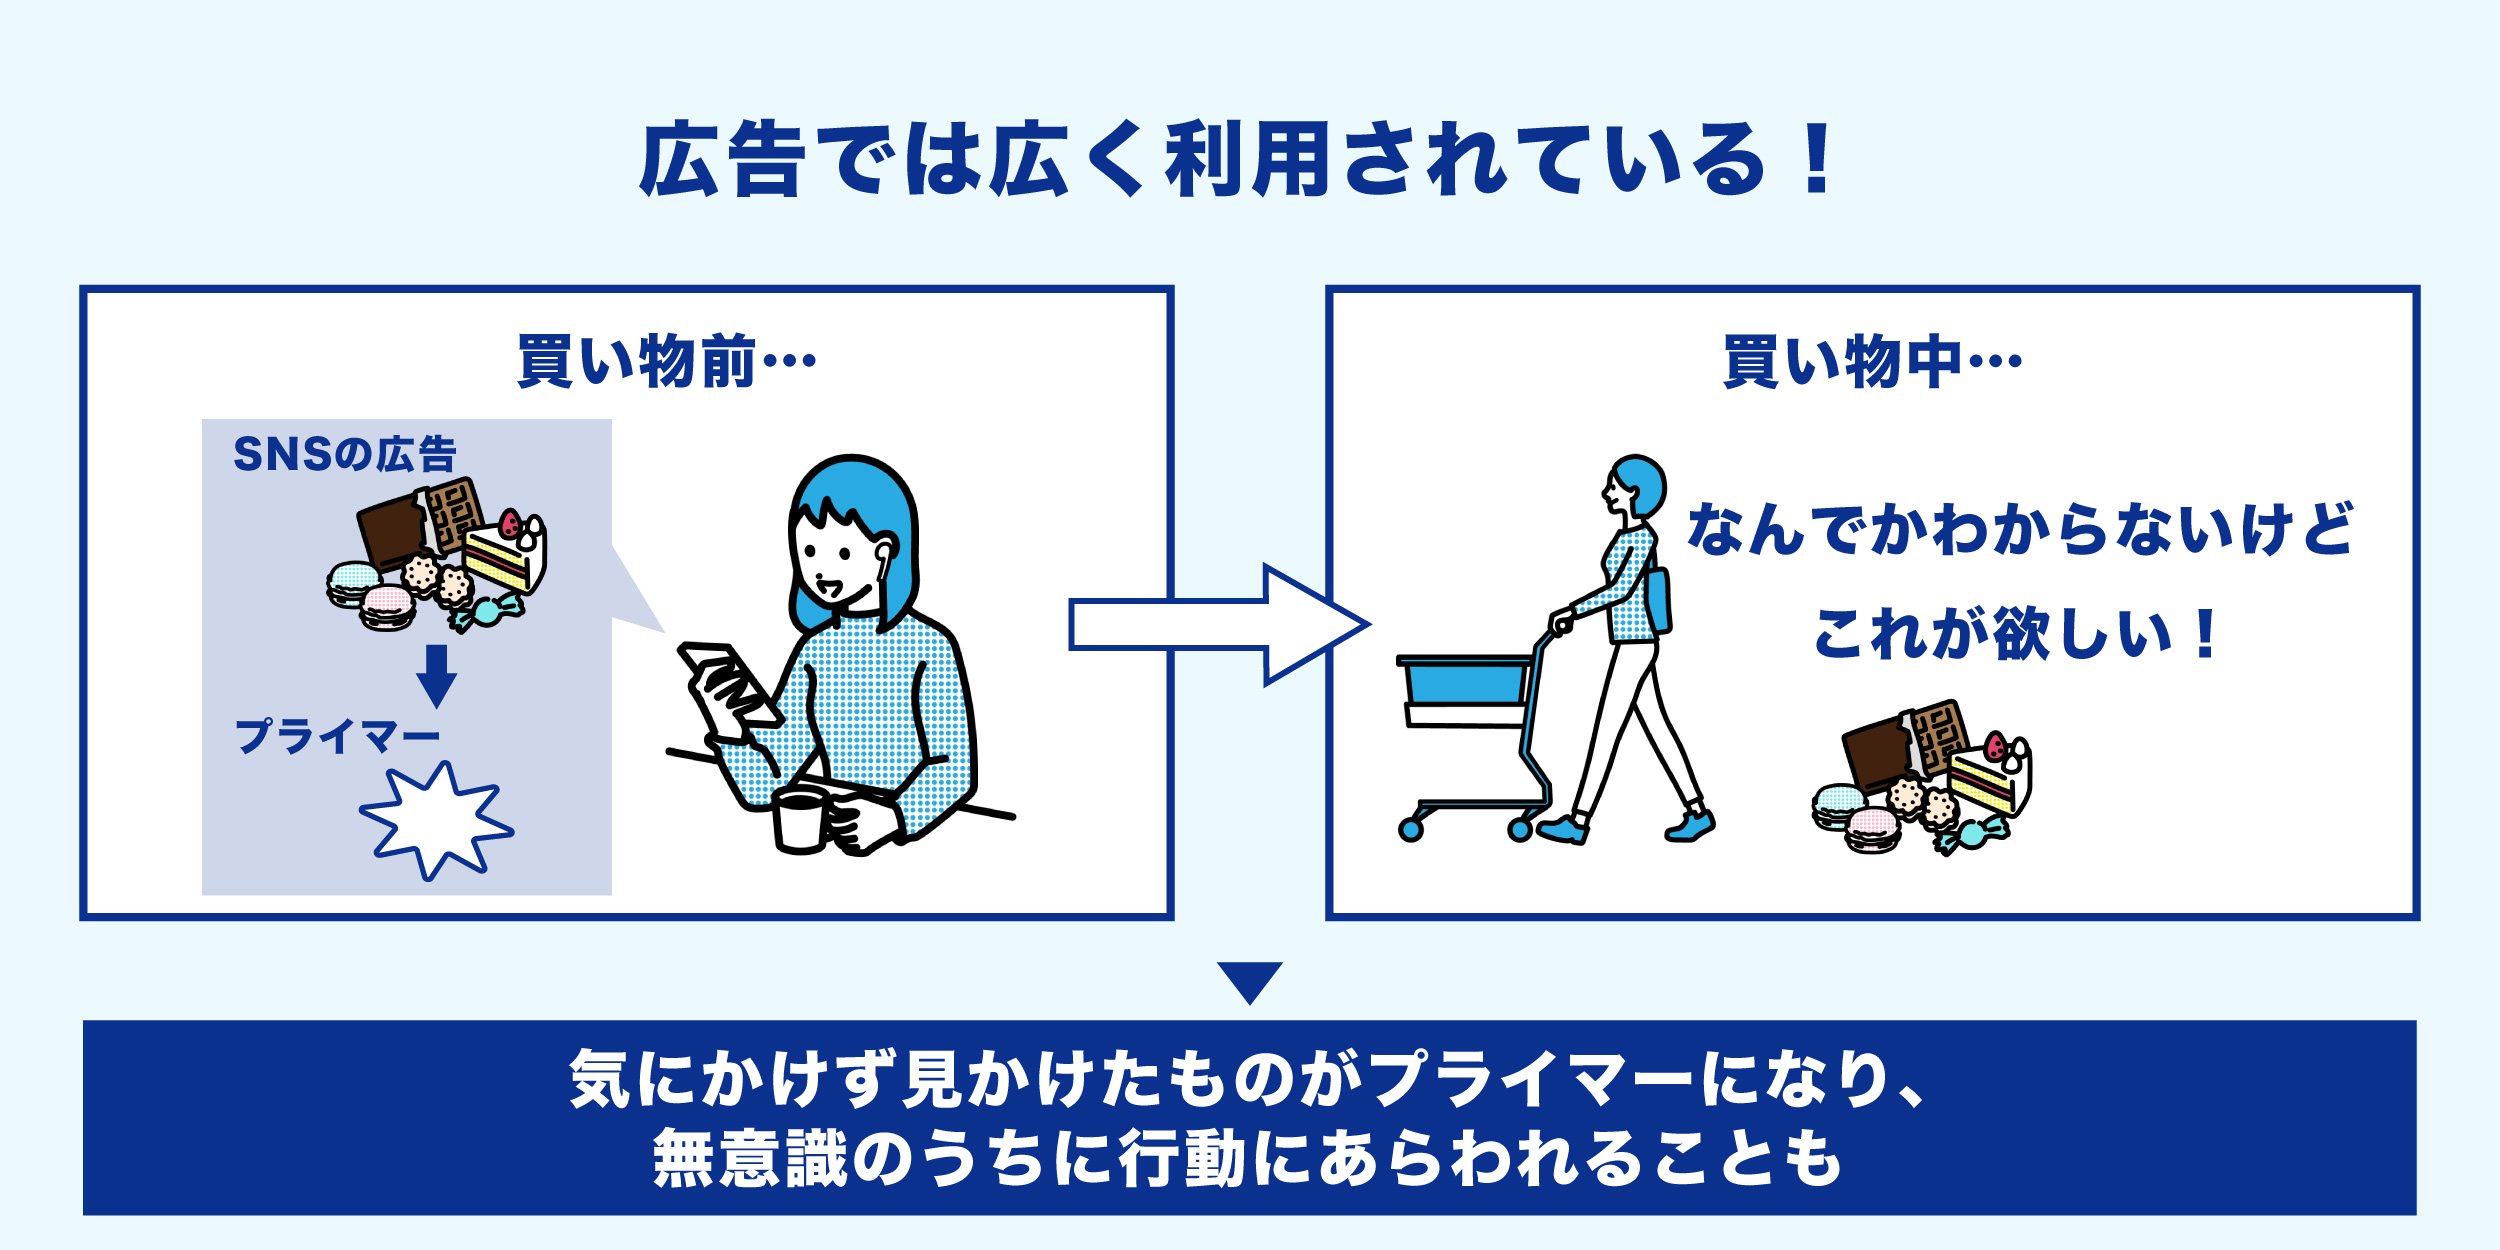 広告では広く利用されている！
買い物前…
SNSの広告
プライマー
買い物中…
なんでかわからないけど
これが欲しい！
気にかけず見かけたものがプライマーになり、
無意識のうちに行動にあらわれることも